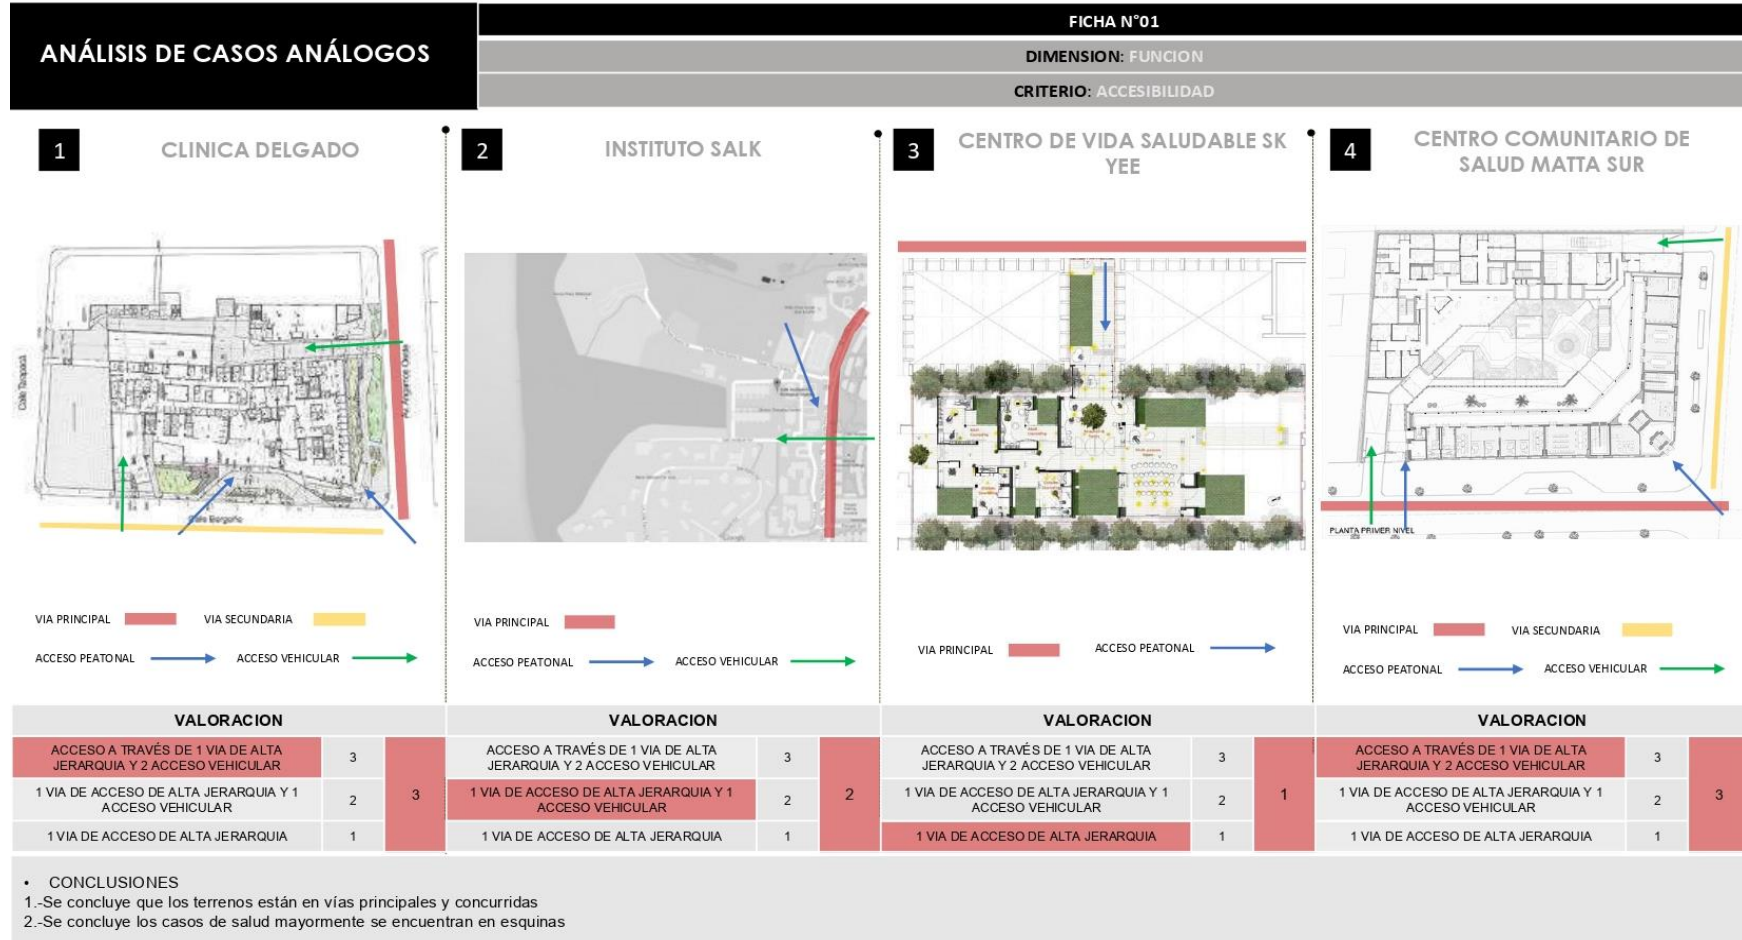 ANÁLISIS DE CASOS ANÁLOGOS
FICHA N°01
DIMENSION: FUNCION
CRITERIO: ACCESIBILIDAD
1
CLINICA DELGADO
2
INSTITUTO SALK
3
CENTRO DE VIDA SALUDABLE SK
YEE
4
CENTRO COMUNITARIO DE
SALUD MATTA SUR
Calle Tarapacá
Calle Borgoño
PLANTA PRIMER NIVEL
VIA PRINCIPAL
VIA SECUNDARIA
ACCESO PEATONAL
ACCESO VEHICULAR
VIA PRINCIPAL
ACCESO PEATONAL
ACCESO VEHICULAR
VIA PRINCIPAL
ACCESO PEATONAL
VIA PRINCIPAL
VIA SECUNDARIA
ACCESO PEATONAL
ACCESO VEHICULAR
VALORACION
ACCESO A TRAVÉS DE 1 VIA DE ALTA
JERARQUIA Y 2 ACCESO VEHICULAR
3
1 VIA DE ACCESO DE ALTA JERARQUIA Y 1
ACCESO VEHICULAR
2
1 VIA DE ACCESO DE ALTA JERARQUIA
1
3
VALORACION
ACCESO A TRAVÉS DE 1 VIA DE ALTA
JERARQUIA Y 2 ACCESO VEHICULAR
3
1 VIA DE ACCESO DE ALTA JERARQUIA Y 1
ACCESO VEHICULAR
2
1 VIA DE ACCESO DE ALTA JERARQUIA
1
2
VALORACION
ACCESO A TRAVÉS DE 1 VIA DE ALTA
JERARQUIA Y 2 ACCESO VEHICULAR
3
1 VIA DE ACCESO DE ALTA JERARQUIA Y 1
ACCESO VEHICULAR
2
1 VIA DE ACCESO DE ALTA JERARQUIA
1
1
VALORACION
ACCESO A TRAVÉS DE 1 VIA DE ALTA
JERARQUIA Y 2 ACCESO VEHICULAR
3
1 VIA DE ACCESO DE ALTA JERARQUIA Y 1
ACCESO VEHICULAR
2
1 VIA DE ACCESO DE ALTA JERARQUIA
1
3
• CONCLUSIONES
1.-Se concluye que los terrenos están en vías principales y concurridas
2.-Se concluye los casos de salud mayormente se encuentran en esquinas